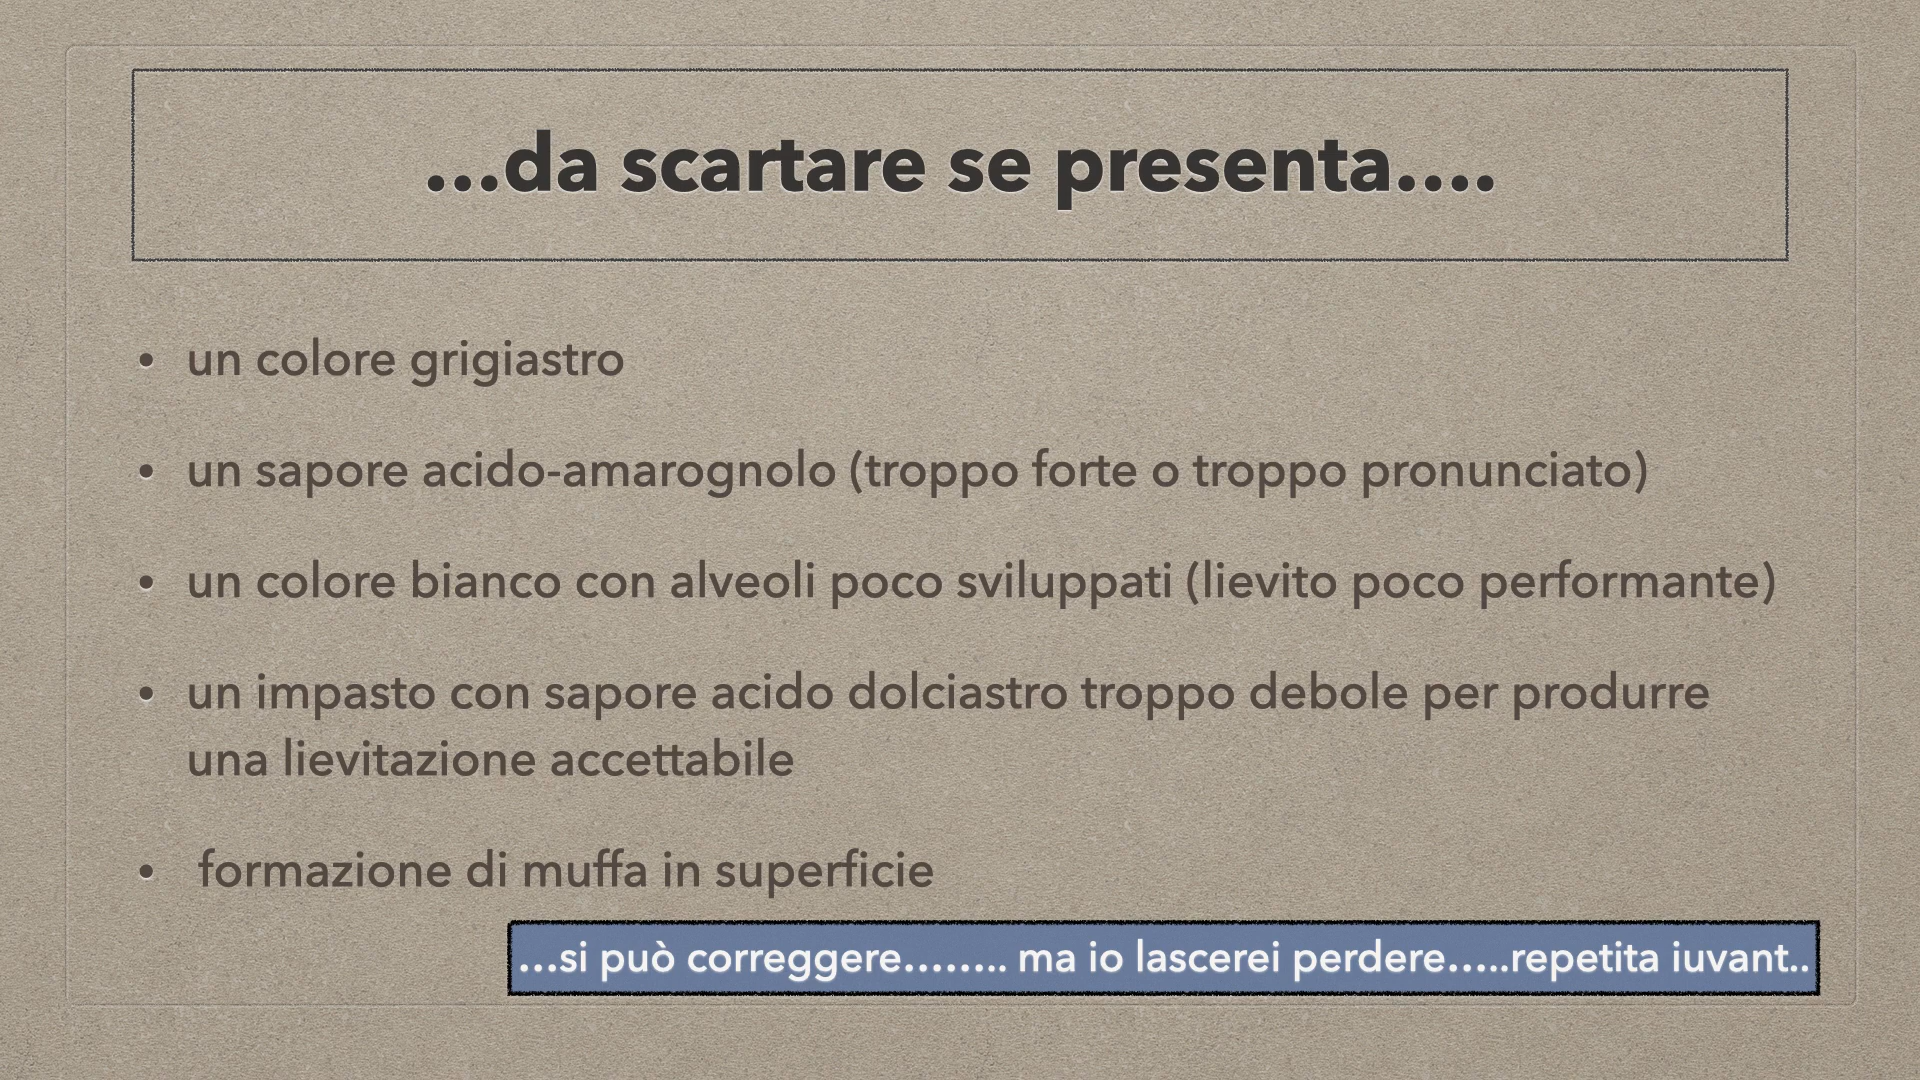 …da scartare se presenta….
• un colore grigiastro
• un sapore acido-amarognolo (troppo forte o troppo pronunciato)
• un colore bianco con alveoli poco sviluppati (lievito poco performante)
• un impasto con sapore acido dolciastro troppo debole per produrre
una lievitazione accettabile
• formazione di muffa in superficie
…si può correggere…….. ma io lascerei perdere…..repetita iuvant..